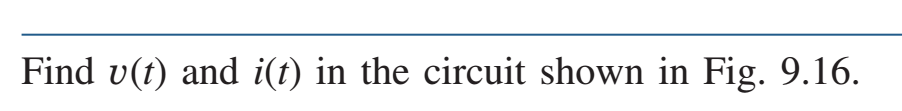 Find v(t) and i(t) in the circuit shown in Fig. 9.16.